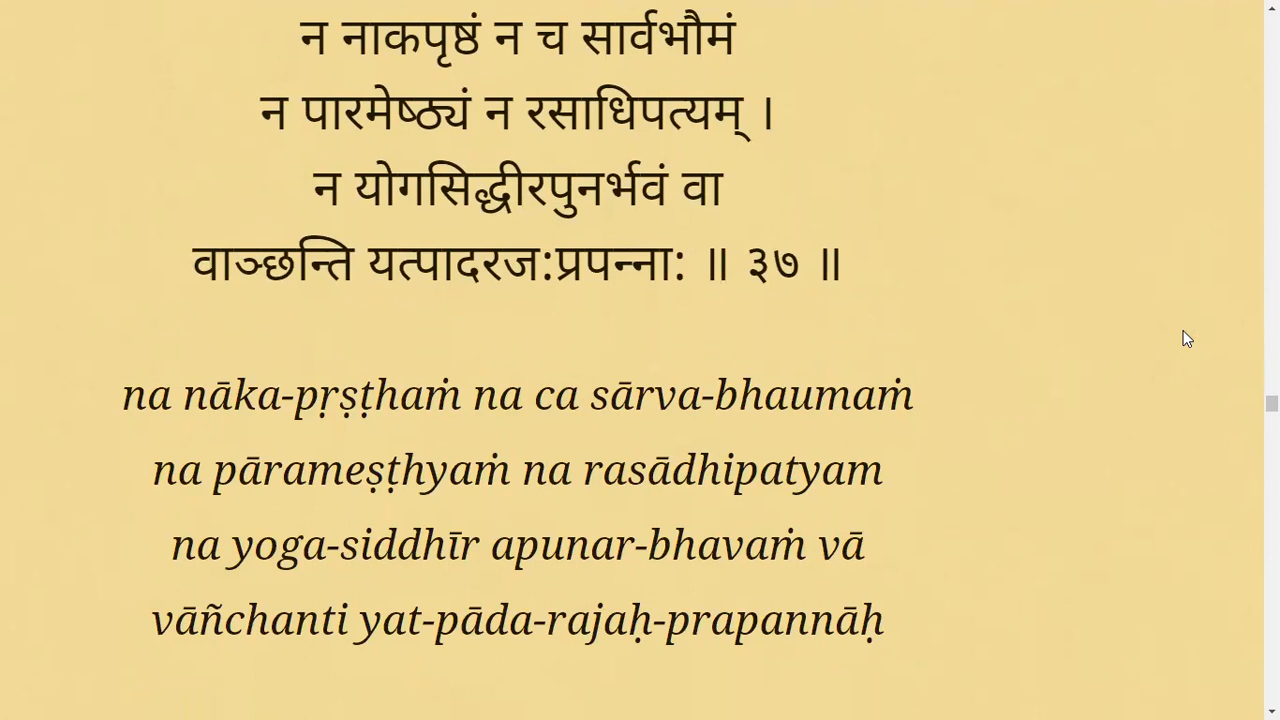 न नाकपृष्ठं न च सार्वभौमं
न पारमेष्ठ्यं न रसाधिपत्यम् ।
न योगसिद्धीरपुनर्भवं वा
वाञ्छन्ति यत्पादरज:प्रपन्ना: ॥ ३७ ॥
na nāka-pṛṣṭhaṁ na ca sārva-bhaumaṁ
na pārameṣṭhyaṁ na rasādhipatyam
na yoga-siddhīr apunar-bhavaṁ vā
vāñchanti yat-pāda-rajaḥ-prapannāḥ